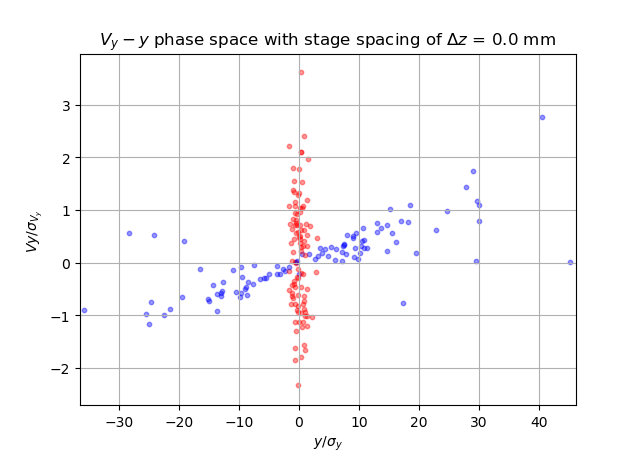 $V_y - y$ phase space with stage spacing of $\Delta z$ = 0.0 mm
3
2
1
0
−1
−2
$Vy/\sigma_{V_y}$
−30 −20 −10 0 10 20 30 40
$y/\sigma_y$